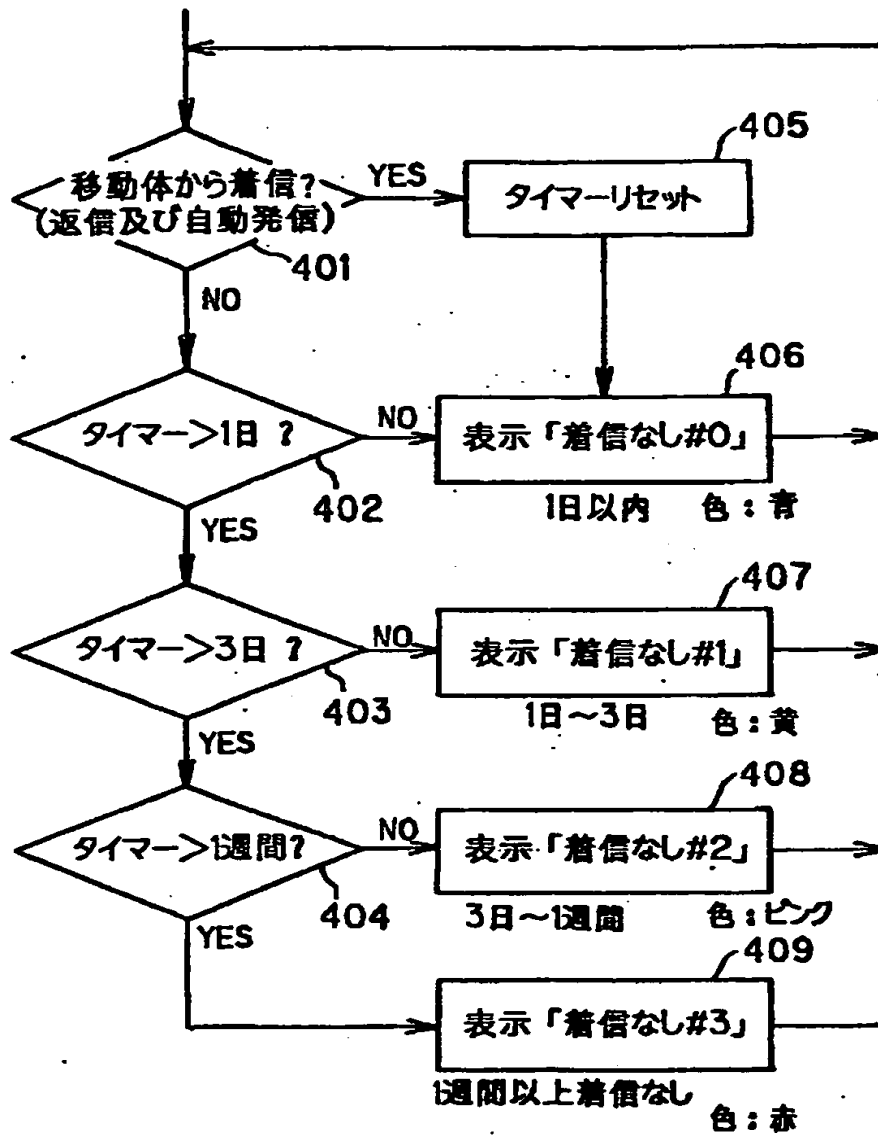 405
移動体から着信?
(返信及び自動発信)
YES
タイマーリセット
401
NO
406
タイマー>1日 ?
NO
表示「着信なし#0」
402
1日以内 色:青
YES
407
タイマー>3日 ?
NO
表示「着信なし#1」
403
1日~3日 色:黄
YES
408
タイマー>1週間?
NO
表示「着信なし#2」
404
3日~1週間 色:ピンク
YES
409
表示「着信なし#3」
1週間以上着信なし
色:赤